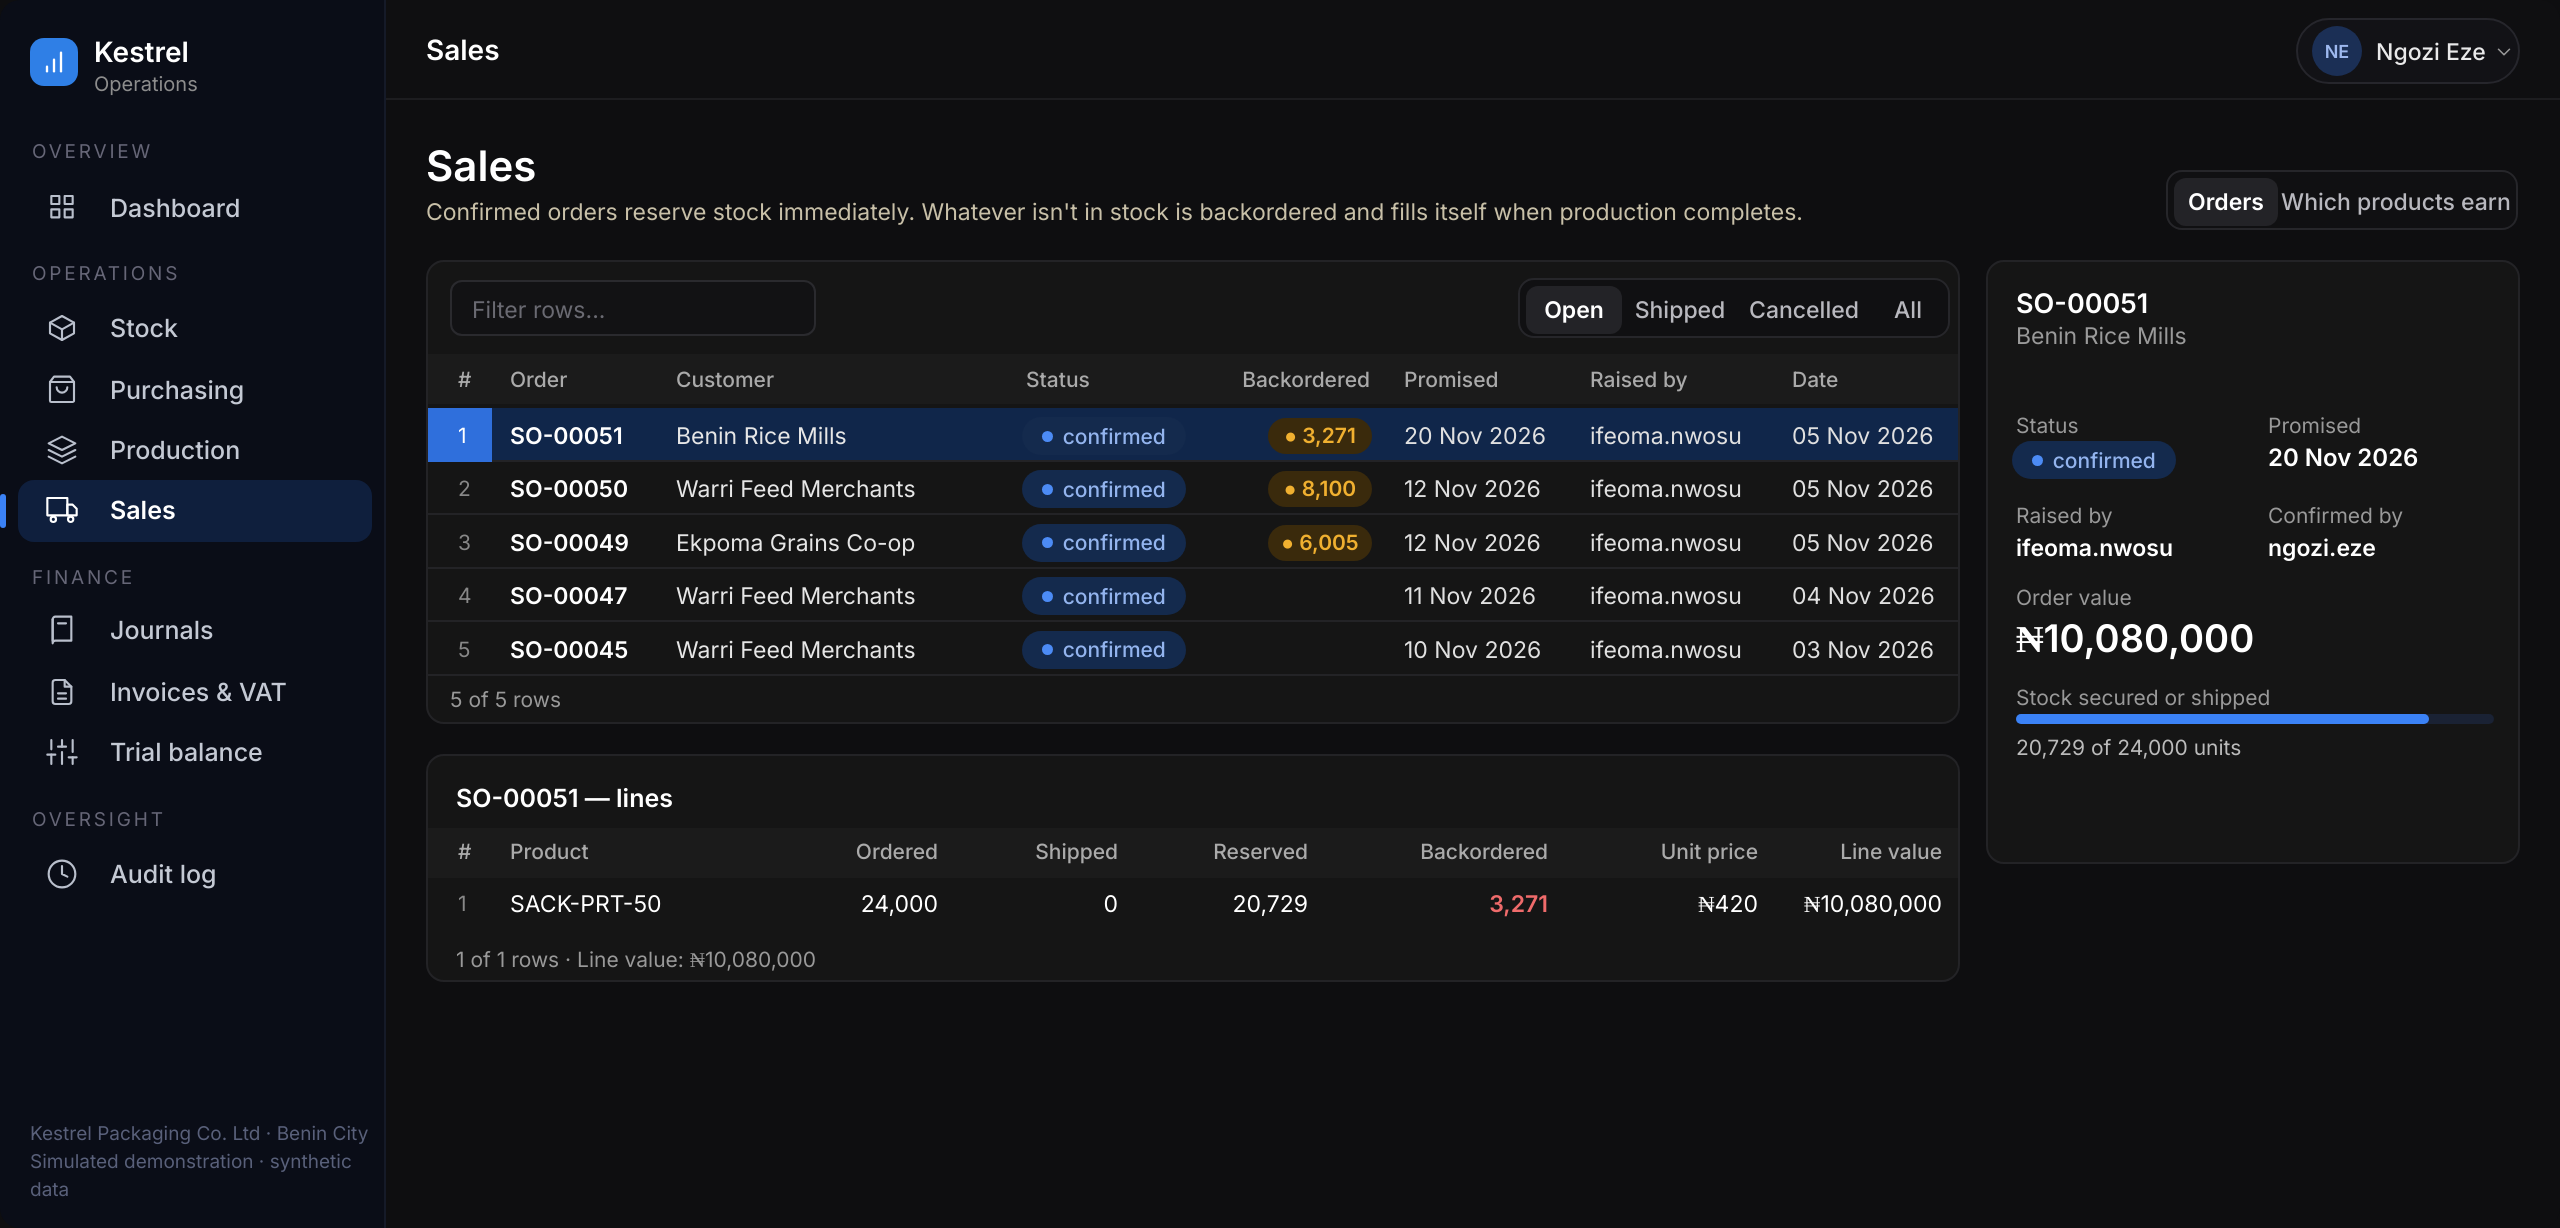 Kestrel
Operations
OVERVIEW
Dashboard
OPERATIONS
Stock
Purchasing
Production
Sales
FINANCE
Journals
Invoices & VAT
Trial balance
OVERSIGHT
Audit log
Kestrel Packaging Co. Ltd · Benin City
Simulated demonstration · synthetic
data
Sales
NE Ngozi Eze
Sales
Confirmed orders reserve stock immediately. Whatever isn't in stock is backordered and fills itself when production completes.
Orders Which products earn
Filter rows...
Open Shipped Cancelled All
# Order Customer Status Backordered Promised Raised by Date
1 SO-00051 Benin Rice Mills confirmed 3,271 20 Nov 2026 ifeoma.nwosu 05 Nov 2026
2 SO-00050 Warri Feed Merchants confirmed 8,100 12 Nov 2026 ifeoma.nwosu 05 Nov 2026
3 SO-00049 Ekpoma Grains Co-op confirmed 6,005 12 Nov 2026 ifeoma.nwosu 05 Nov 2026
4 SO-00047 Warri Feed Merchants confirmed 11 Nov 2026 ifeoma.nwosu 04 Nov 2026
5 SO-00045 Warri Feed Merchants confirmed 10 Nov 2026 ifeoma.nwosu 03 Nov 2026
5 of 5 rows
SO-00051 — lines
# Product Ordered Shipped Reserved Backordered Unit price Line value
1 SACK-PRT-50 24,000 0 20,729 3,271 ₦420 ₦10,080,000
1 of 1 rows · Line value: ₦10,080,000
SO-00051
Benin Rice Mills
Status Promised
confirmed 20 Nov 2026
Raised by Confirmed by
ifeoma.nwosu ngozi.eze
Order value
₦10,080,000
Stock secured or shipped
20,729 of 24,000 units